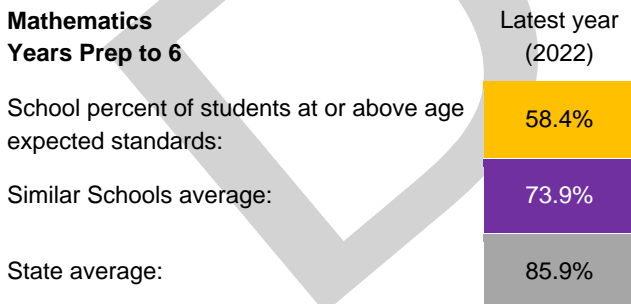 Mathematics
Years Prep to 6
Latest year
(2022)
School percent of students at or above age
expected standards:
58.4%
Similar Schools average:
73.9%
State average:
85.9%